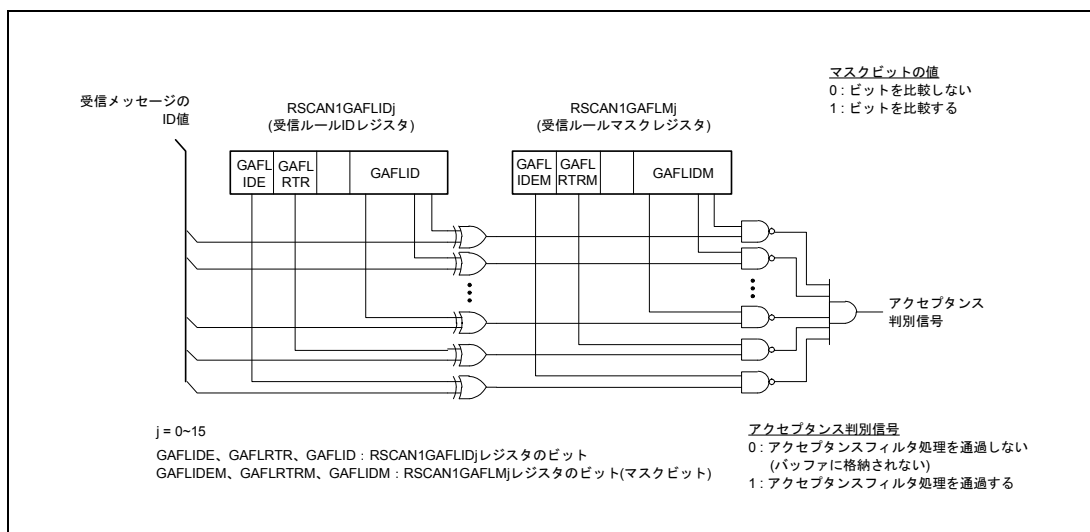 マスクビットの値
0 : ビットを比較しない
1 : ビットを比較する
受信メッセージの
ID値
RSCAN1GAFLIDj
(受信ルールIDレジスタ)
RSCAN1GAFLMj
(受信ルールマスクレジスタ)
GAFL
IDE
GAFL
RTR
GAFLID
GAFL
IDEM
GAFL
RTRM
GAFLIDM
アクセプタンス
判別信号
j = 0~15
GAFLIDE、GAFLRTR、GAFLID : RSCAN1GAFLIDjレジスタのビット
GAFLIDEM、GAFLRTRM、GAFLIDM : RSCAN1GAFLMjレジスタのビット(マスクビット)
アクセプタンス判別信号
0 : アクセプタンスフィルタ処理を通過しない
(バッファに格納されない)
1 : アクセプタンスフィルタ処理を通過する